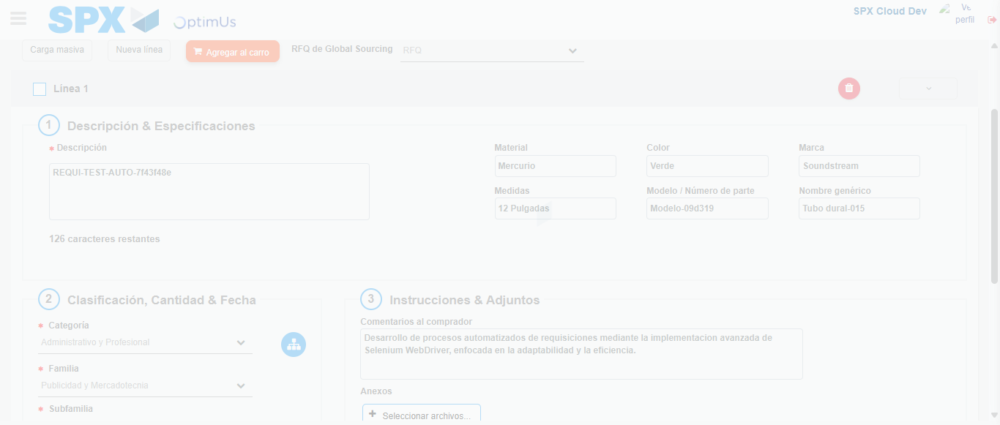 SPX
OptimUs
SPX Cloud Dev
Ve
perfil
Carga masiva
Nueva línea
Agregar al carro
RFQ de Global Sourcing
RFQ
Línea 1
1 Descripción & Especificaciones
* Descripción
REQUI-TEST-AUTO-7f43f48e
126 caracteres restantes
Material
Color
Marca
Mercurio
Verde
Soundstream
Medidas
Modelo / Número de parte
Nombre genérico
12 Pulgadas
Modelo-09d319
Tubo dural-015
2 Clasificación, Cantidad & Fecha
* Categoría
Administrativo y Profesional
* Familia
Publicidad y Mercadotecnia
* Subfamilia
3 Instrucciones & Adjuntos
Comentarios al comprador
Desarrollo de procesos automatizados de requisiciones mediante la implementacion avanzada de
Selenium WebDriver, enfocada en la adaptabilidad y la eficiencia.
Anexos
+ Seleccionar archivos...